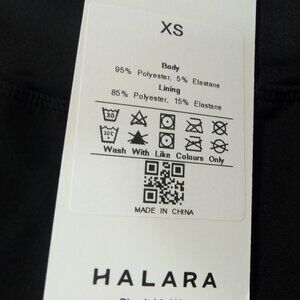 XS
Body
95% Polyester, 5% Elastane
Lining
85% Polyester, 15% Elastane
30
30℃
Wash With Like Colours Only
MADE IN CHINA
HALARA